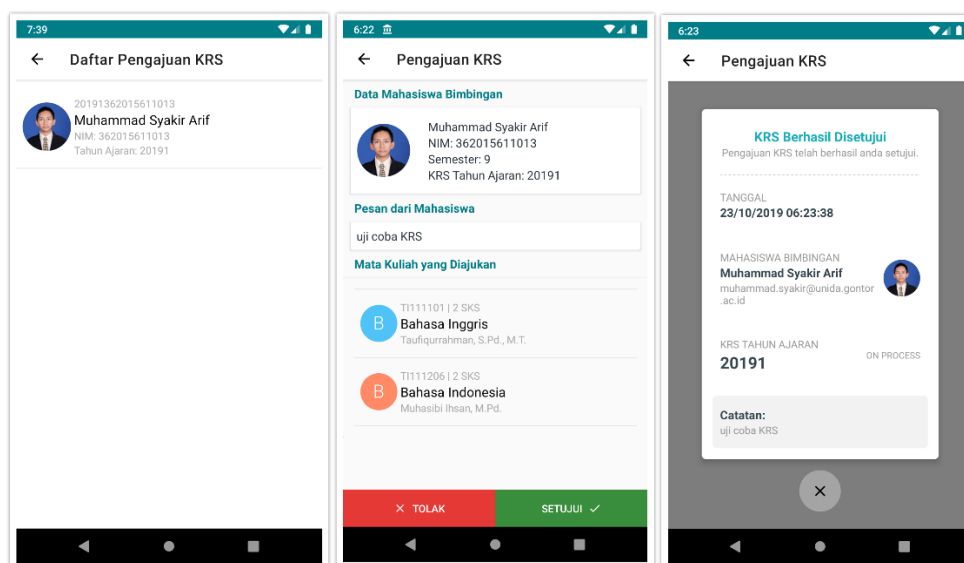 7:39
Daftar Pengajuan KRS
20191362015611013
Muhammad Syakir Arif
NIM: 362015611013
Tahun Ajaran: 20191
6:22
Pengajuan KRS
Data Mahasiswa Bimbingan
Muhammad Syakir Arif
NIM: 362015611013
Semester: 9
KRS Tahun Ajaran: 20191
Pesan dari Mahasiswa
uji coba KRS
Mata Kuliah yang Diajukan
B
TI111101 | 2 SKS
Bahasa Inggris
Taufiqurrahman, S.Pd., M.T.
B
TI111206 | 2 SKS
Bahasa Indonesia
Muhasibi Ihsan, M.Pd.
TOLAK
SETUJUI
6:23
Pengajuan KRS
KRS Berhasil Disetujui
Pengajuan KRS telah berhasil anda setujui.
TANGGAL
23/10/2019 06:23:38
MAHASISWA BIMBINGAN
Muhammad Syakir Arif
muhammad.syakir@unida.gontor
.ac.id
KRS TAHUN AJARAN
20191
ON PROCESS
Catatan:
uji coba KRS